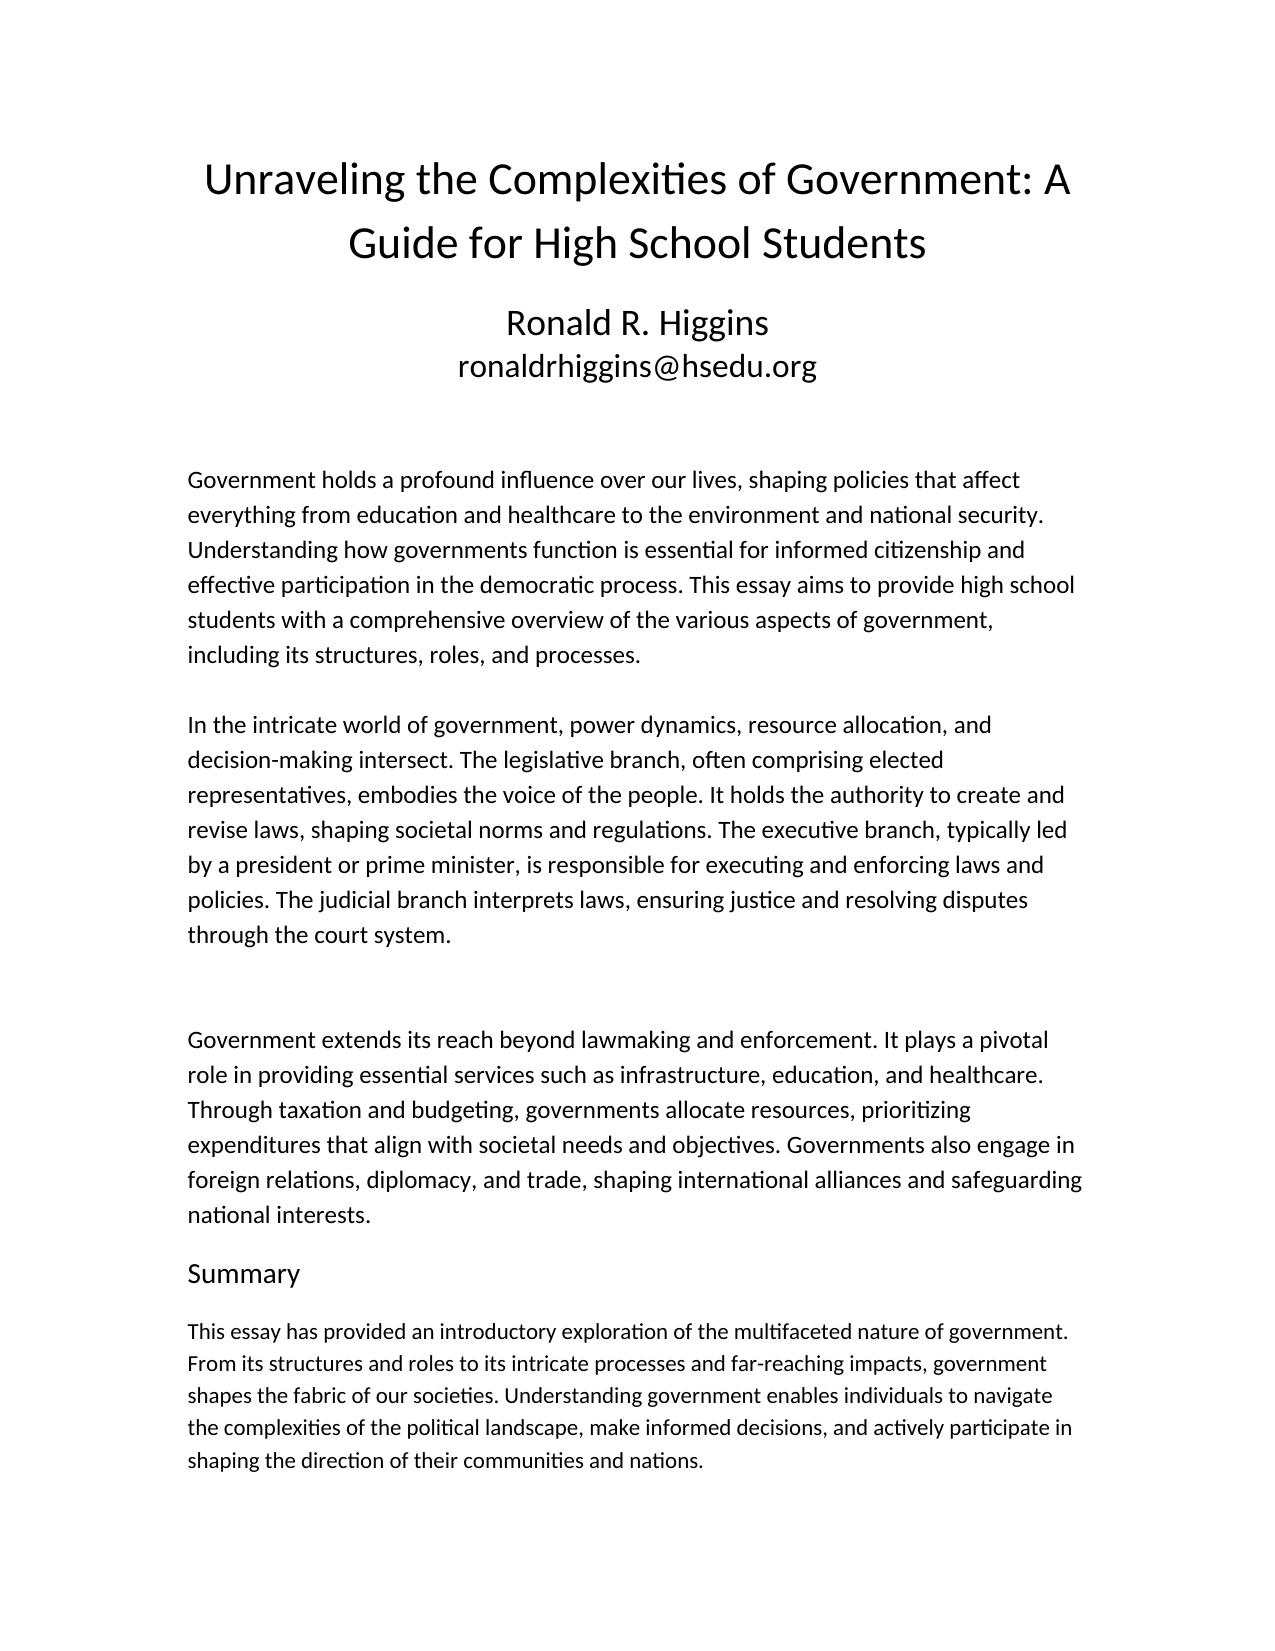 Unraveling the Complexities of Government: A
Guide for High School Students
Ronald R. Higgins
ronaldrhiggins@hsedu.org
Government holds a profound influence over our lives, shaping policies that affect
everything from education and healthcare to the environment and national security.
Understanding how governments function is essential for informed citizenship and
effective participation in the democratic process. This essay aims to provide high school
students with a comprehensive overview of the various aspects of government,
including its structures, roles, and processes.
In the intricate world of government, power dynamics, resource allocation, and
decision-making intersect. The legislative branch, often comprising elected
representatives, embodies the voice of the people. It holds the authority to create and
revise laws, shaping societal norms and regulations. The executive branch, typically led
by a president or prime minister, is responsible for executing and enforcing laws and
policies. The judicial branch interprets laws, ensuring justice and resolving disputes
through the court system.
Government extends its reach beyond lawmaking and enforcement. It plays a pivotal
role in providing essential services such as infrastructure, education, and healthcare.
Through taxation and budgeting, governments allocate resources, prioritizing
expenditures that align with societal needs and objectives. Governments also engage in
foreign relations, diplomacy, and trade, shaping international alliances and safeguarding
national interests.
Summary
This essay has provided an introductory exploration of the multifaceted nature of government.
From its structures and roles to its intricate processes and far-reaching impacts, government
shapes the fabric of our societies. Understanding government enables individuals to navigate
the complexities of the political landscape, make informed decisions, and actively participate in
shaping the direction of their communities and nations.